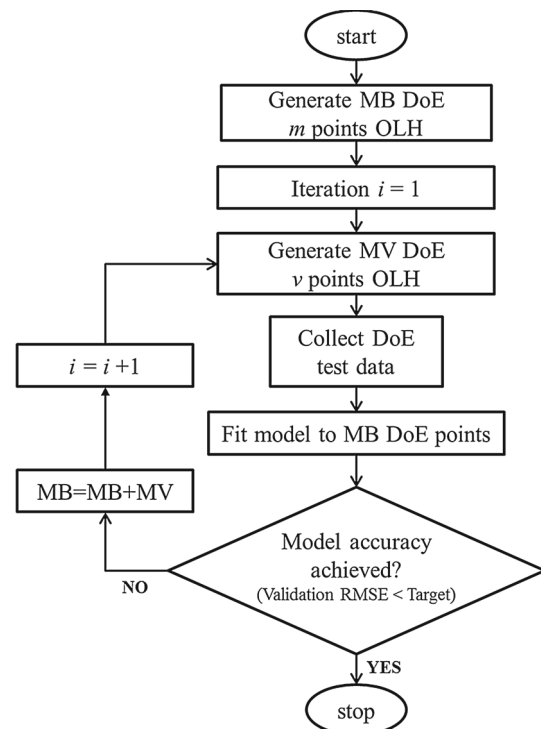 start
Generate MB DoE
m points OLH
Iteration i = 1
Generate MV DoE
v points OLH
Collect DoE
test data
i = i +1
Fit model to MB DoE points
MB=MB+MV
Model accuracy
achieved?
(Validation RMSE < Target)
NO
YES
stop